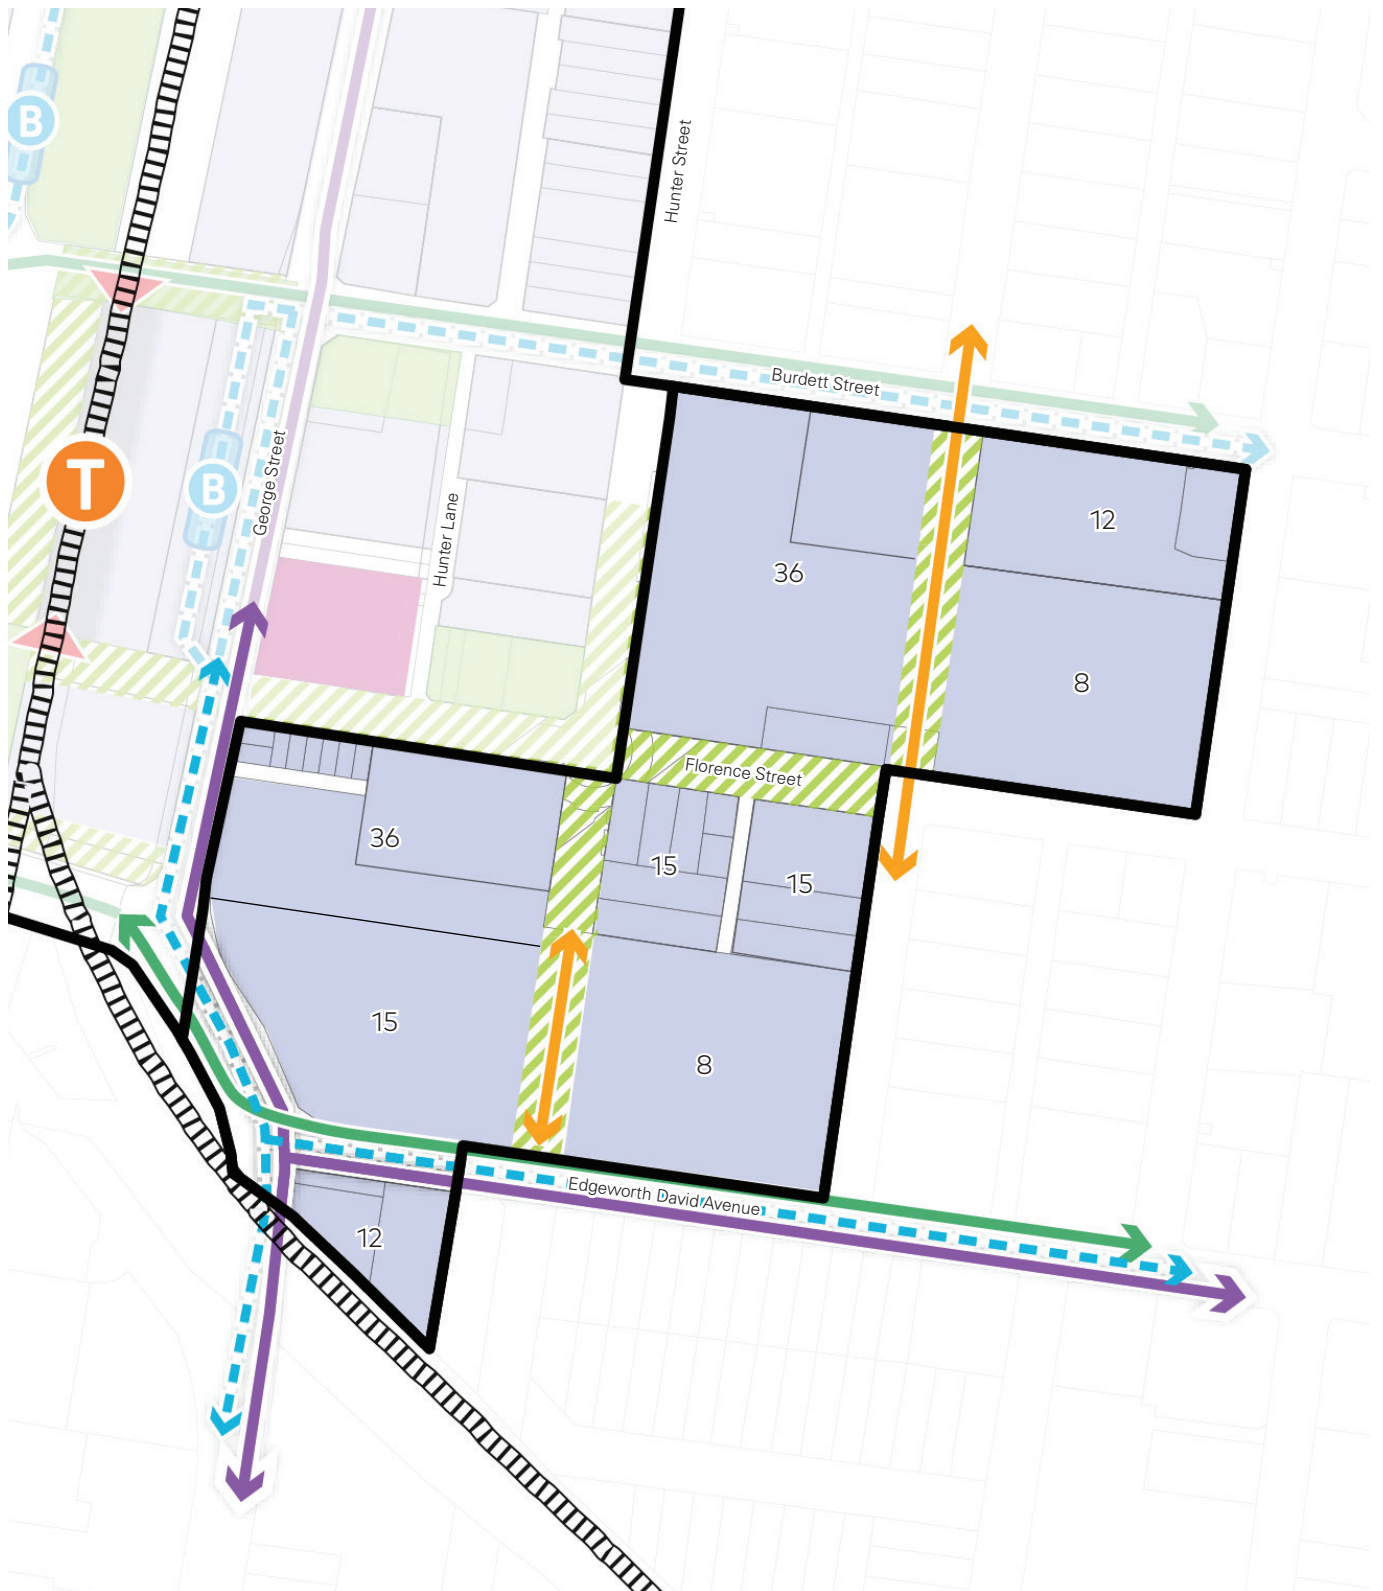 B
Hunter Street
Burdett Street
T
B
George Street
Hunter Lane
12
36
8
Florence Street
36
15
15
15
8
Edgeworth David Avenue
12